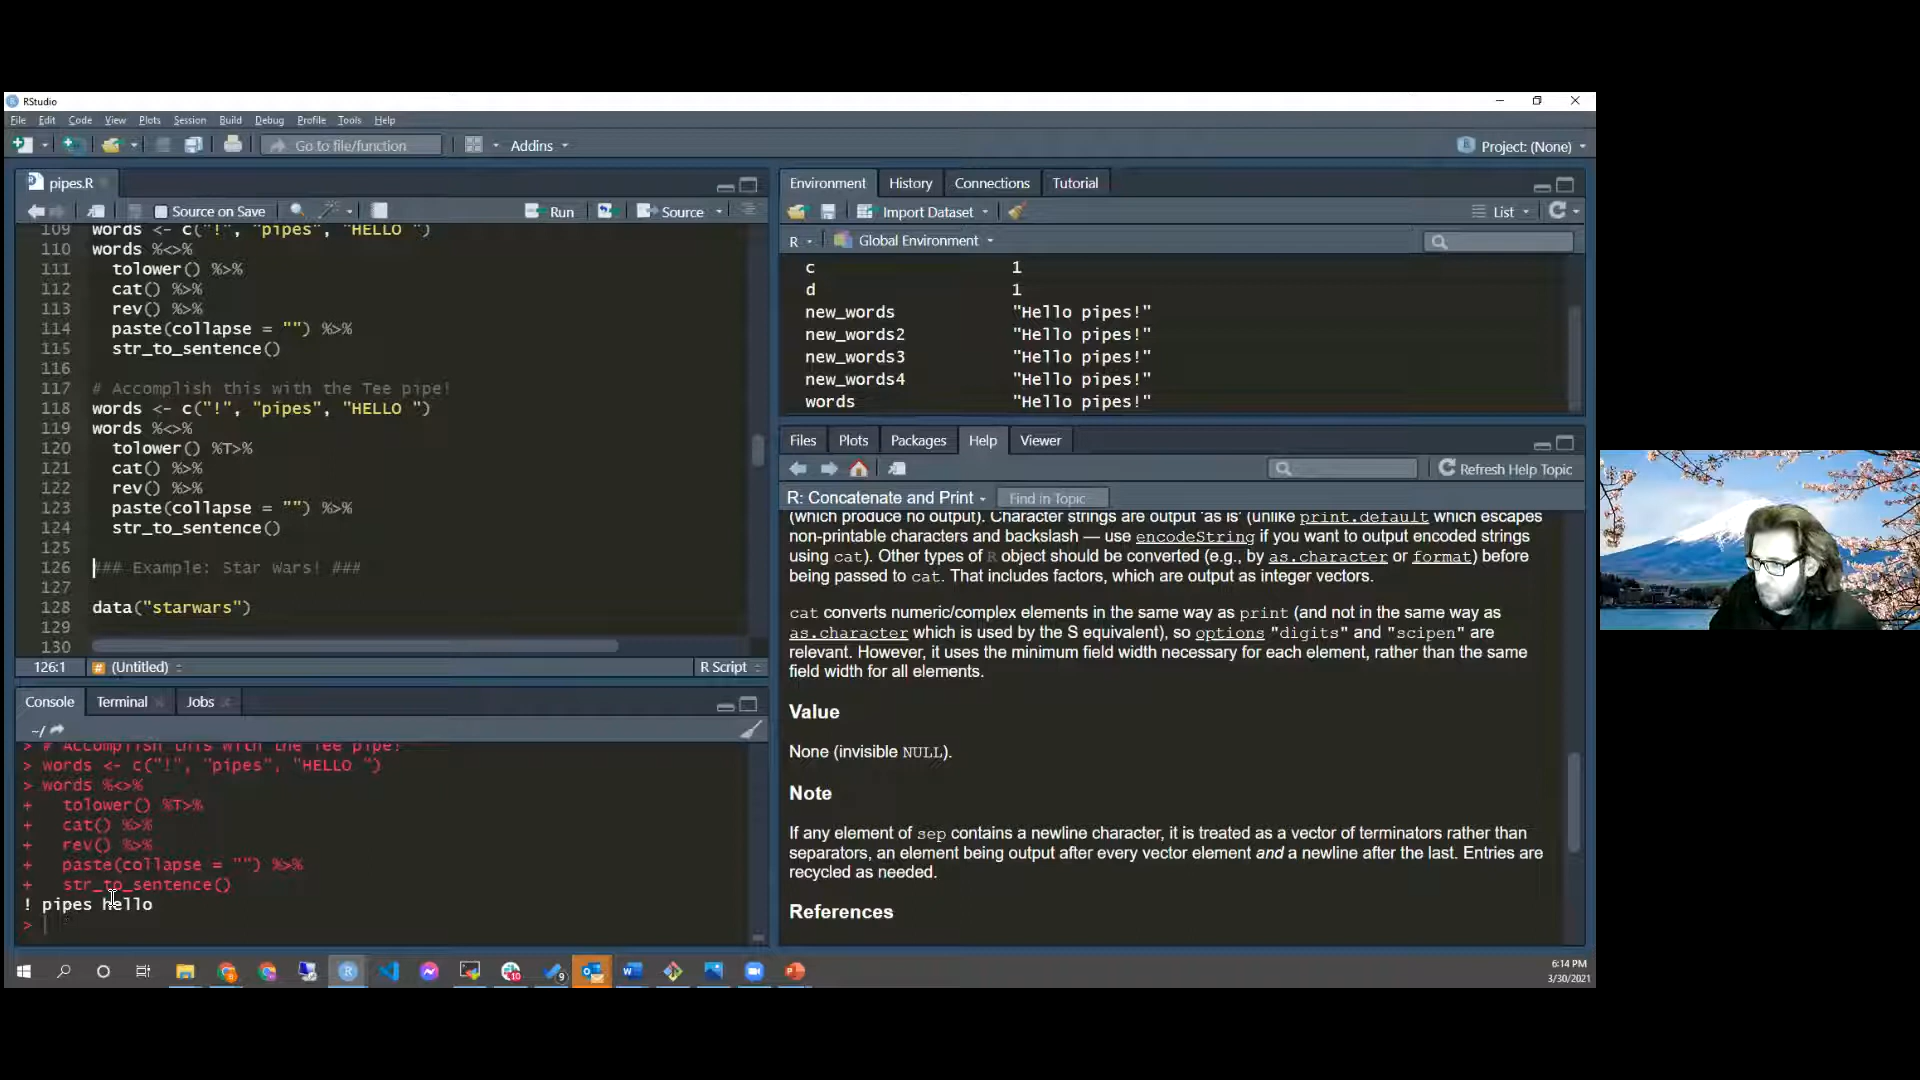 RStudio
File Edit Code View Plots Session Build Debug Profile Tools Help
Go to file/function
Addins
Project: (None)
pipes.R
Source on Save
Run
Source
109 words <- c("!", "pipes", "HELLO ")
110 words %<>%
111 tolower() %>%
112 cat() %>%
113 rev() %>%
114 paste(collapse = "") %>%
115 str_to_sentence()
116
117 # Accomplish this with the Tee pipe!
118 words <- c("!", "pipes", "HELLO ")
119 words %<>%
120 tolower() %T>%
121 cat() %>%
122 rev() %>%
123 paste(collapse = "") %>%
124 str_to_sentence()
125
126 ### Example: Star Wars! ###
127
128 data("starwars")
129
130
126:1 # (Untitled) R Script
Console Terminal Jobs
~/
> # Accomplish this with the Tee pipe!
> words <- c("!", "pipes", "HELLO ")
> words %<>%
+ tolower() %T>%
+ cat() %>%
+ rev() %>%
+ paste(collapse = "") %>%
+ str_to_sentence()
! pipes hello
>
Environment History Connections Tutorial
Import Dataset
List
R Global Environment
c 1
d 1
new_words "Hello pipes!"
new_words2 "Hello pipes!"
new_words3 "Hello pipes!"
new_words4 "Hello pipes!"
words "Hello pipes!"
Files Plots Packages Help Viewer
Refresh Help Topic
R: Concatenate and Print Find in Topic
(which produce no output). Character strings are output ‘as is’ (unlike print.default which escapes
non-printable characters and backslash — use encodeString if you want to output encoded strings
using cat). Other types of R object should be converted (e.g., by as.character or format) before
being passed to cat. That includes factors, which are output as integer vectors.
cat converts numeric/complex elements in the same way as print (and not in the same way as
as.character which is used by the S equivalent), so options "digits" and "scipen" are
relevant. However, it uses the minimum field width necessary for each element, rather than the same
field width for all elements.
Value
None (invisible NULL).
Note
If any element of sep contains a newline character, it is treated as a vector of terminators rather than
separators, an element being output after every vector element and a newline after the last. Entries are
recycled as needed.
References
6:14 PM
3/30/2021